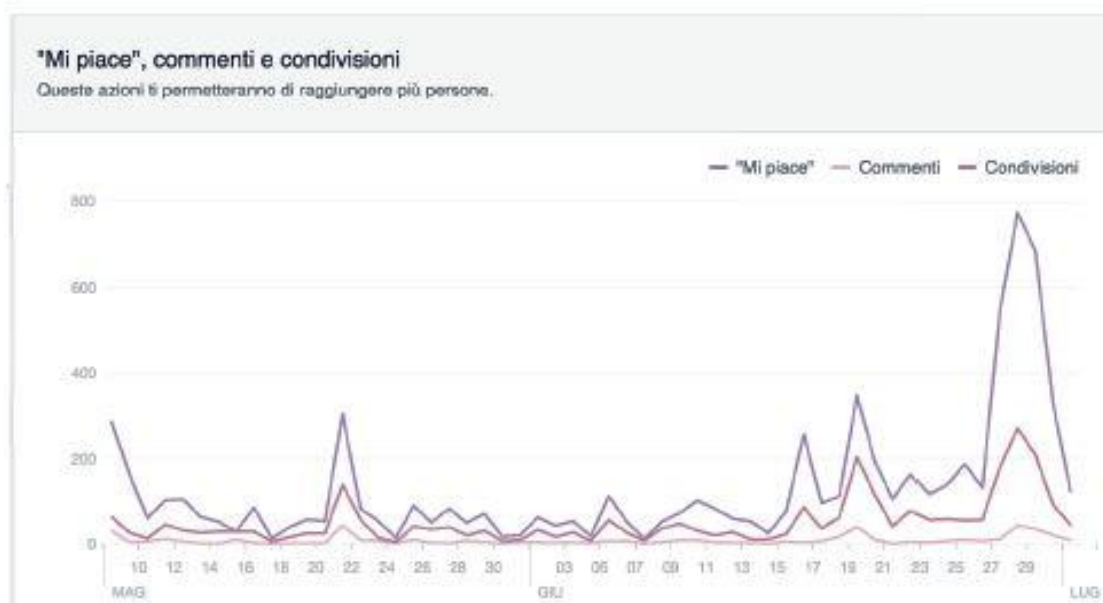 "Mi piace", commenti e condivisioni
Queste azioni ti permetteranno di raggiungere più persone.
"Mi piace" Commenti Condivisioni
800
600
400
200
0
10 12 14 16 18 20 22 24 26 28 30 03 05 07 09 11 13 15 17 19 21 23 25 27 29
MAG GIU LUG